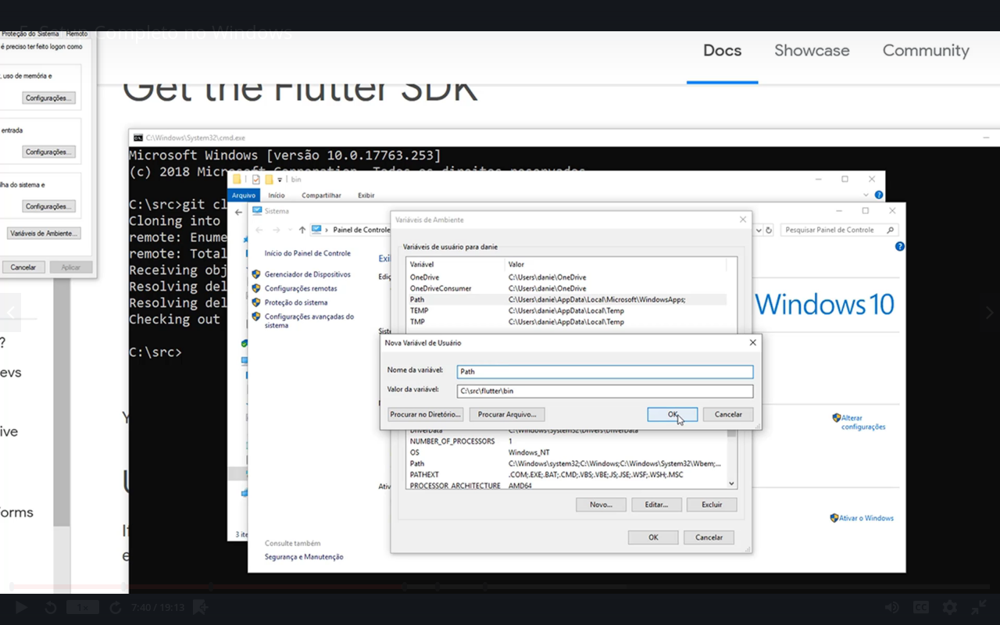 Setup Completo no Windows
Proteção do Sistema Remoto
é preciso ter feito logon como
, uso de memória e
Configurações...
entrada
Configurações...
lha do sistema e
Configurações...
Variáveis de Ambiente...
Cancelar Aplicar
Docs Showcase Community
Get the Flutter SDK
C:\Windows\System32\cmd.exe
Microsoft Windows [versão 10.0.17763.253]
(c) 2018 Microsoft Corporation. Todos os direitos reservados
C:\src>git cl
Cloning into
remote: Enume
remote: Total
Receiving obj
Resolving del
Resolving del
Checking out
C:\src>
bin
Arquivo Início Compartilhar Exibir
Sistema
Painel de Controle
Pesquisar Painel de Controle
Início do Painel de Controle
Gerenciador de Dispositivos
Configurações remotas
Proteção do sistema
Configurações avançadas do
sistema
Exi
Ediç
Siste
Ativ
Windows 10
Alterar
configurações
Ativar o Windows
Consulte também
Segurança e Manutenção
3 ite
Variáveis de Ambiente
Variáveis de usuário para danie
Variável Valor
OneDrive C:\Users\danie\OneDrive
OneDriveConsumer C:\Users\danie\OneDrive
Path C:\Users\danie\AppData\Local\Microsoft\WindowsApps;
TEMP C:\Users\danie\AppData\Local\Temp
TMP C:\Users\danie\AppData\Local\Temp
Nova Variável de Usuário
Nome da variável: Path
Valor da variável: C:\src\flutter\bin
Procurar no Diretório... Procurar Arquivo... OK Cancelar
DriverData C:\Windows\System32\Drivers\DriverData
NUMBER_OF_PROCESSORS 1
OS Windows_NT
Path C:\Windows\system32;C:\Windows;C:\Windows\System32\Wbem;...
PATHEXT .COM;.EXE;.BAT;.CMD;.VBS;.VBE;.JS;.JSE;.WSF;.WSH;.MSC
PROCESSOR_ARCHITECTURE AMD64
Novo... Editar... Excluir
OK Cancelar
?
evs
ive
orms
1x 7:40 / 19:13 CC